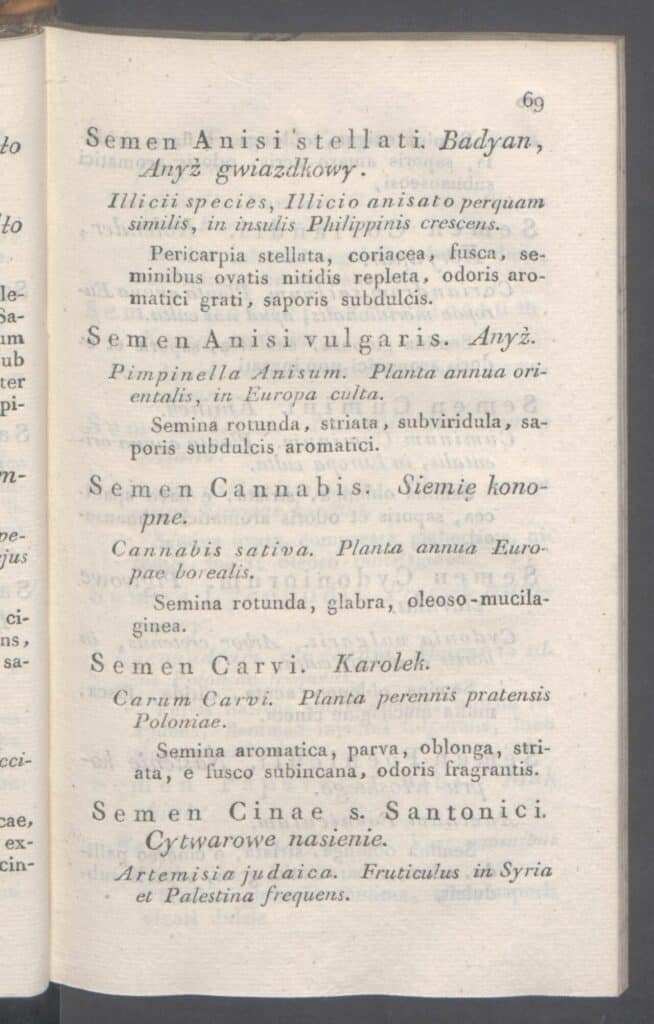 69
Semen Anisi stellati. Badyan,
Anyż gwiazdkowy.
Illicii species, Illicio anisato perquam
similis, in insulis Philippinis crescens.
Pericarpia stellata, coriacea, fusca, se-
minibus ovatis nitidis repleta, odoris aro-
matici grati, saporis subdulcis.
Semen Anisi vulgaris. Anyż.
Pimpinella Anisum. Planta annua ori-
entalis, in Europa culta.
Semina rotunda, striata, subviridula, sa-
poris subdulcis aromatici.
Semen Cannabis. Siemie kono-
pne.
Cannabis sativa. Planta annua Euro-
pae borealis.
Semina rotunda, glabra, oleoso-mucila-
ginea.
Semen Carvi. Karolek.
Carum Carvi. Planta perennis pratensis
Poloniae.
Semina aromatica, parva, oblonga, stri-
ata, e fusco subincana, odoris fragrantis.
Semen Cinae s. Santonici.
Cytwarowe nasienie.
Artemisia judaica. Fruticulus in Syria
et Palestina frequens.